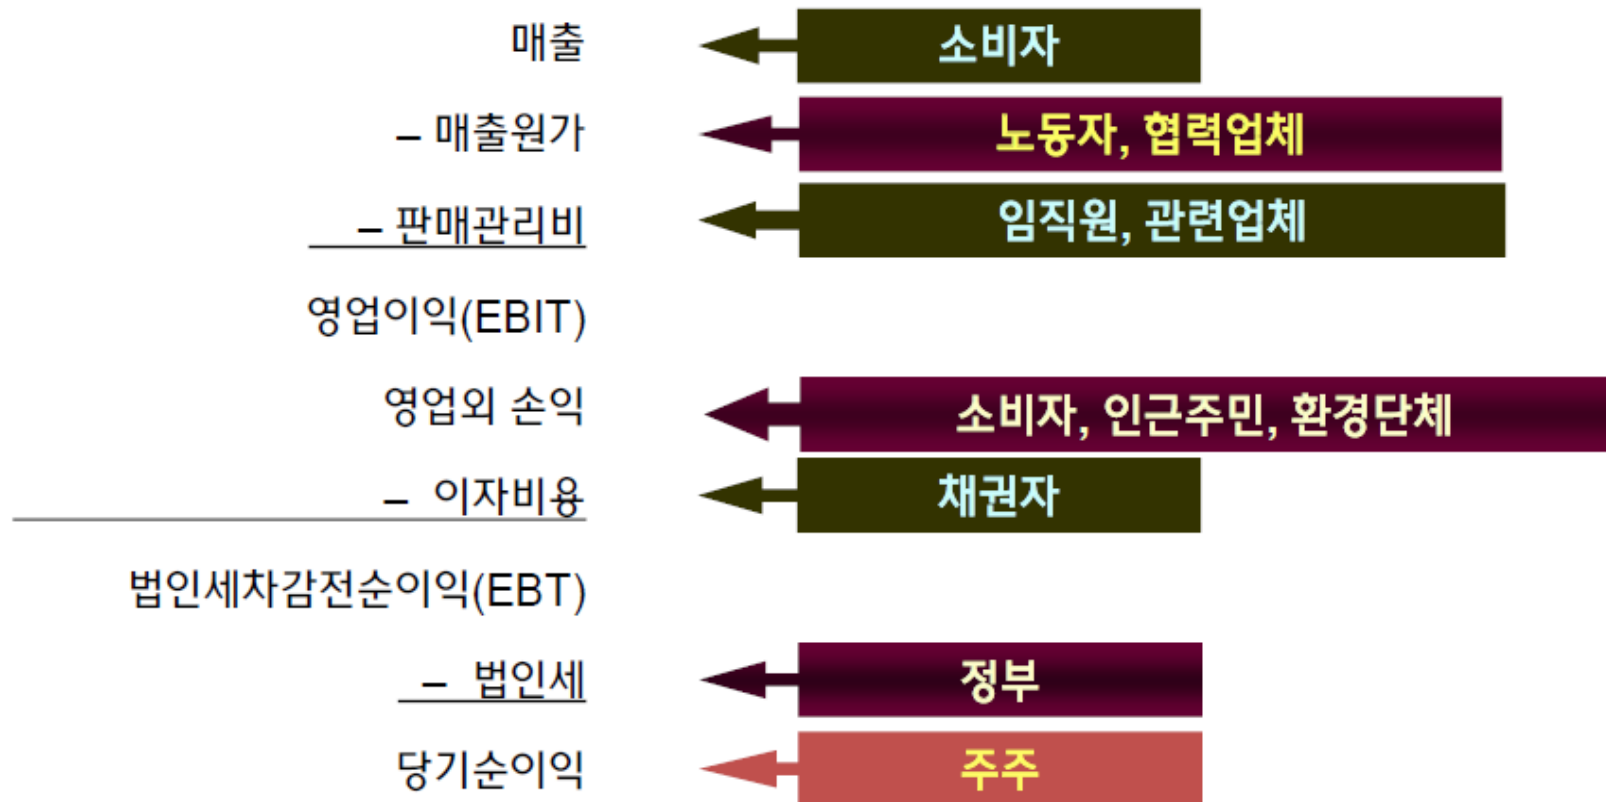 매출 소비자
– 매출원가 노동자, 협력업체
– 판매관리비 임직원, 관련업체
영업이익(EBIT)
영업외 손익 소비자, 인근주민, 환경단체
– 이자비용 채권자
법인세차감전순이익(EBT)
– 법인세 정부
당기순이익 주주